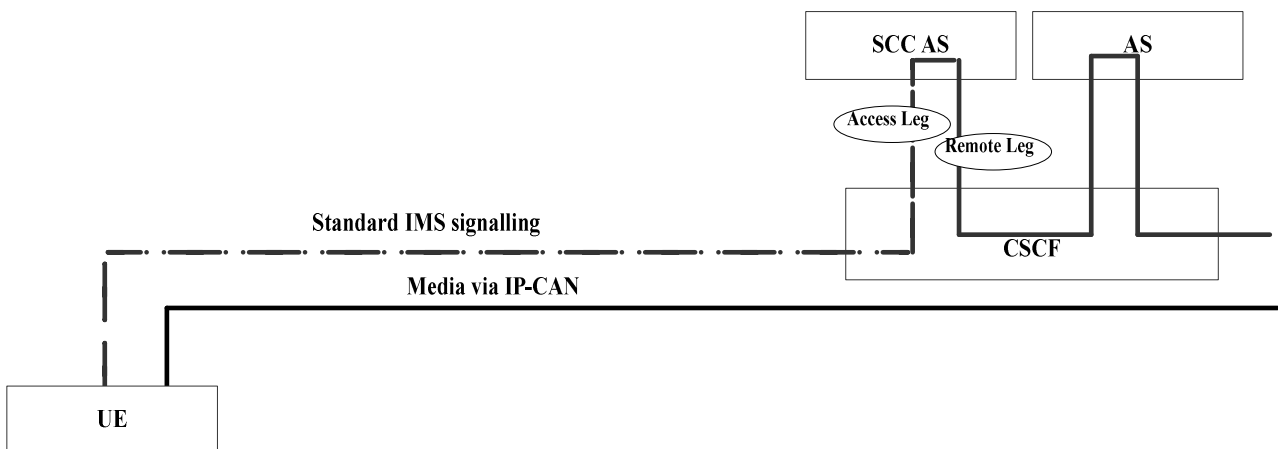 SCC AS
AS
Access Leg
Remote Leg
Standard IMS signalling
CSCF
Media via IP-CAN
UE